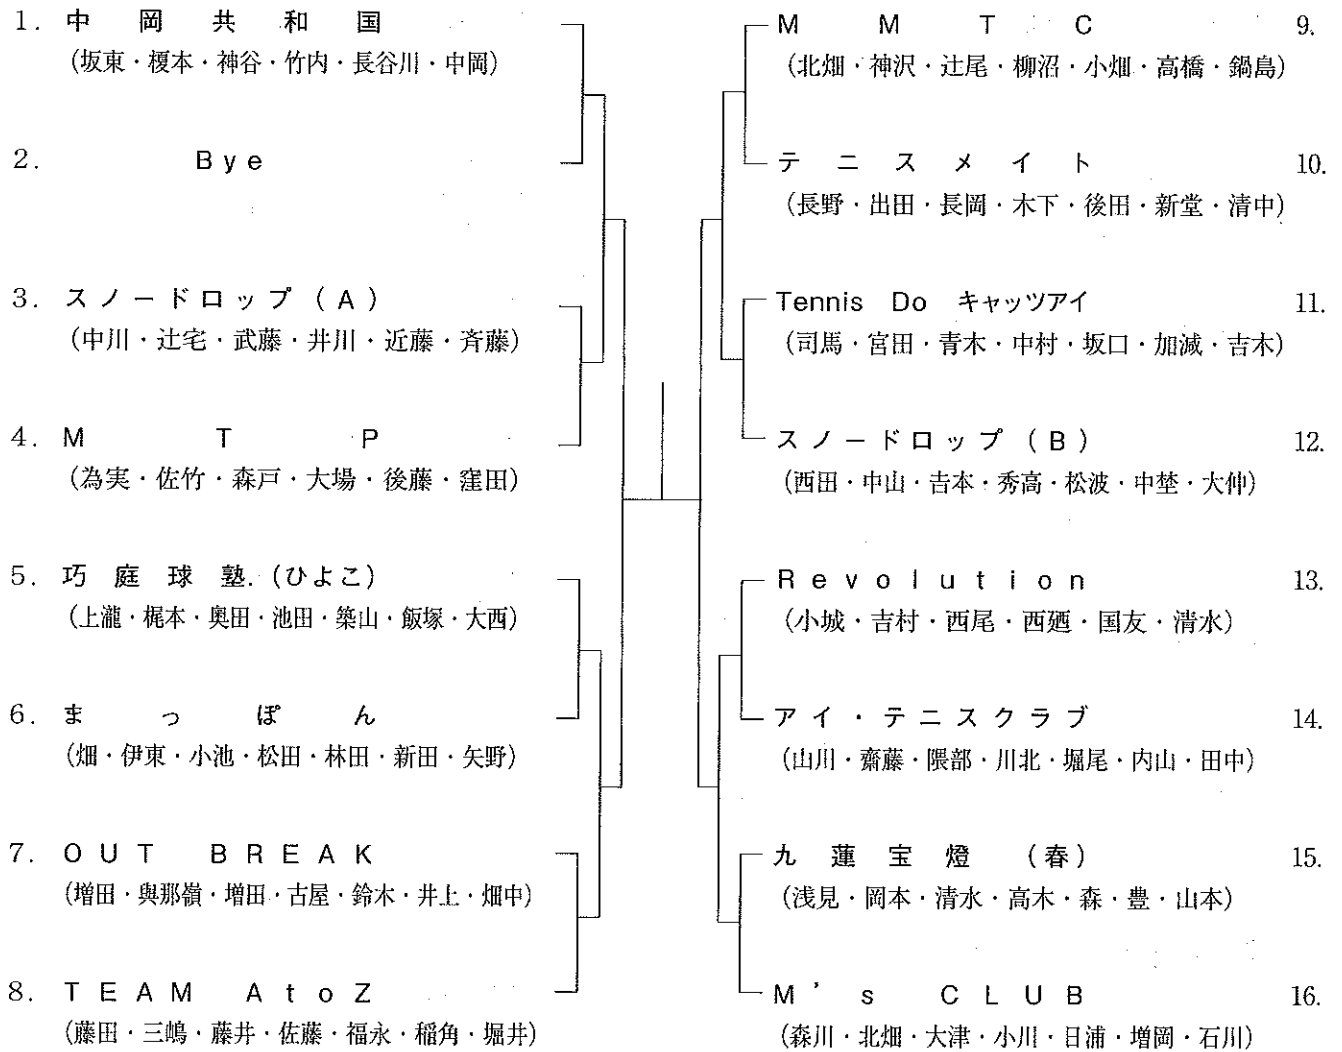 1. 中岡共和国
(坂東・榎本・神谷・竹内・長谷川・中岡)
2. Bye
3. スノードロップ(A)
(中川・辻宅・武藤・井川・近藤・斉藤)
4. MTP
(為実・佐竹・森戸・大場・後藤・窪田)
5. 巧庭球塾.(ひよこ)
(上瀧・梶本・奥田・池田・築山・飯塚・大西)
6. まっぽん
(畑・伊東・小池・松田・林田・新田・矢野)
7. OUT BREAK
(増田・與那嶺・増田・古屋・鈴木・井上・畑中)
8. TEAM AtoZ
(藤田・三嶋・藤井・佐藤・福永・稲角・堀井)
MMTC 9.
(北畑・神沢・辻尾・柳沼・小畑・高橋・鍋島)
テニスメイト 10.
(長野・出田・長岡・木下・後田・新堂・清中)
Tennis Do キャッツアイ 11.
(司馬・宮田・青木・中村・坂口・加減・吉木)
スノードロップ(B) 12.
(西田・中山・吉本・秀高・松波・中埜・大仲)
Revolution 13.
(小城・吉村・西尾・西廼・国友・清水)
アイ・テニスクラブ 14.
(山川・齋藤・隈部・川北・堀尾・内山・田中)
九蓮宝燈 (春) 15.
(浅見・岡本・清水・高木・森・豊・山本)
M's CLUB 16.
(森川・北畑・大津・小川・日浦・増岡・石川)